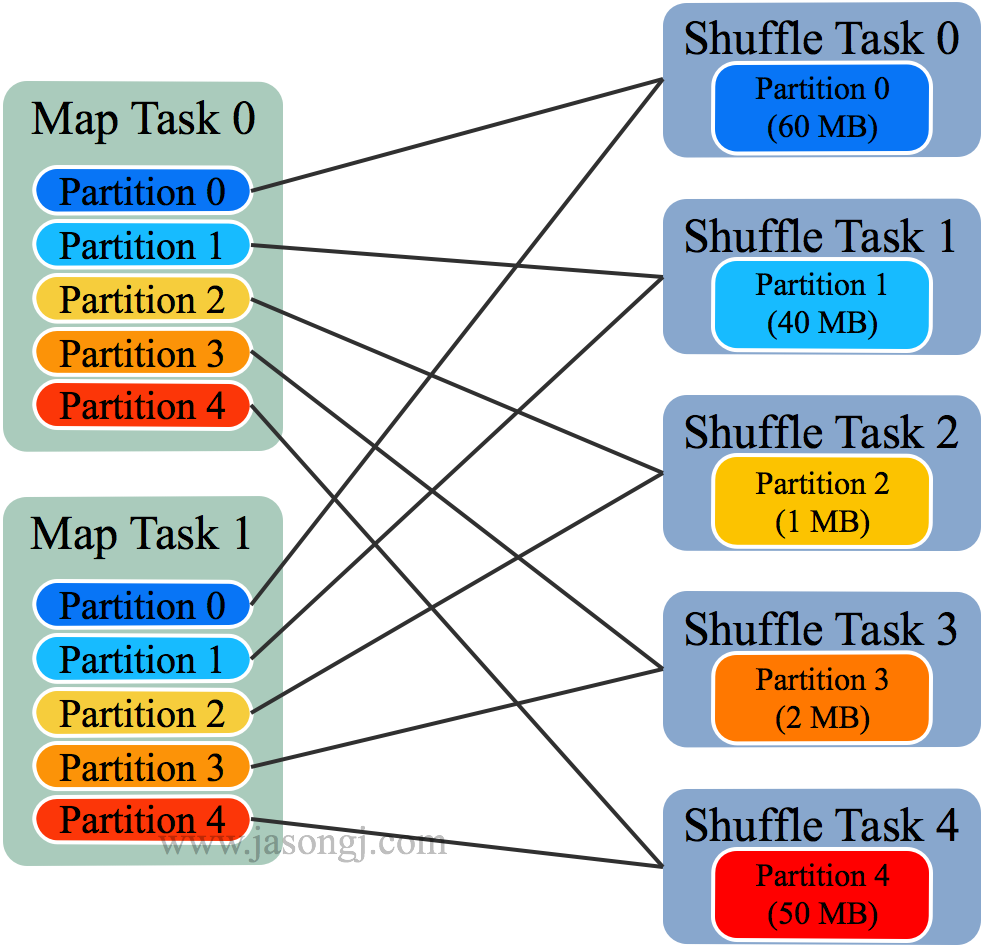 Map Task 0
Partition 0
Partition 1
Partition 2
Partition 3
Partition 4
Map Task 1
Partition 0
Partition 1
Partition 2
Partition 3
Partition 4
www.jasongj.com
Shuffle Task 0
Partition 0
(60 MB)
Shuffle Task 1
Partition 1
(40 MB)
Shuffle Task 2
Partition 2
(1 MB)
Shuffle Task 3
Partition 3
(2 MB)
Shuffle Task 4
Partition 4
(50 MB)